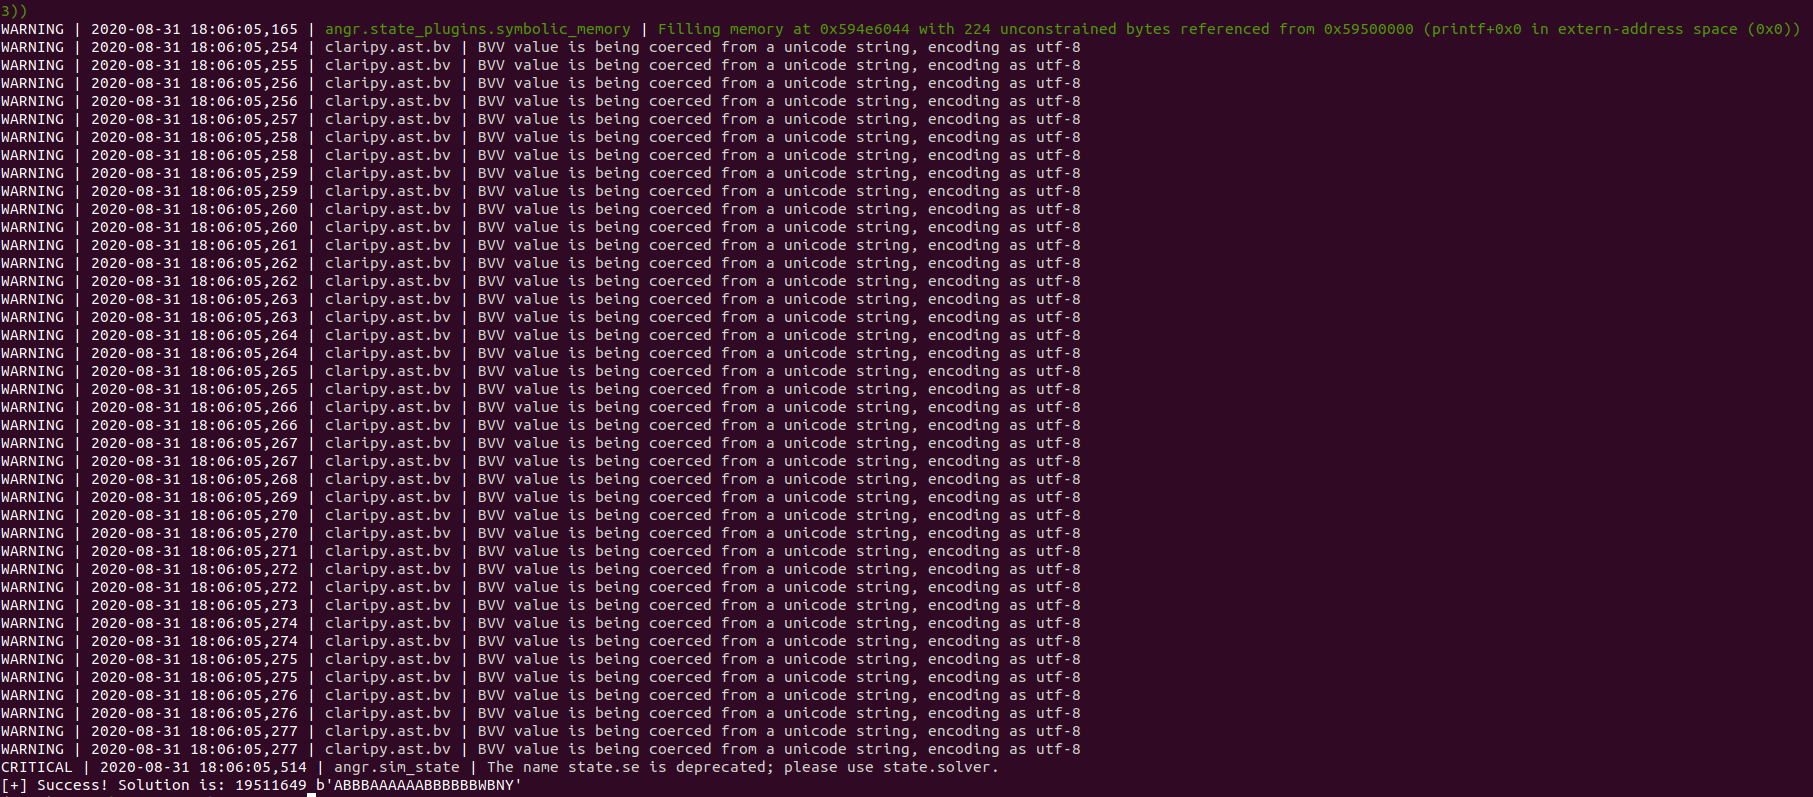 3))
WARNING | 2020-08-31 18:06:05,165 | angr.state_plugins.symbolic_memory | Filling memory at 0x594e6044 with 224 unconstrained bytes referenced from 0x59500000 (printf+0x0 in extern-address space (0x0))
WARNING | 2020-08-31 18:06:05,254 | claripy.ast.bv | BVV value is being coerced from a unicode string, encoding as utf-8
WARNING | 2020-08-31 18:06:05,255 | claripy.ast.bv | BVV value is being coerced from a unicode string, encoding as utf-8
WARNING | 2020-08-31 18:06:05,256 | claripy.ast.bv | BVV value is being coerced from a unicode string, encoding as utf-8
WARNING | 2020-08-31 18:06:05,256 | claripy.ast.bv | BVV value is being coerced from a unicode string, encoding as utf-8
WARNING | 2020-08-31 18:06:05,257 | claripy.ast.bv | BVV value is being coerced from a unicode string, encoding as utf-8
WARNING | 2020-08-31 18:06:05,258 | claripy.ast.bv | BVV value is being coerced from a unicode string, encoding as utf-8
WARNING | 2020-08-31 18:06:05,258 | claripy.ast.bv | BVV value is being coerced from a unicode string, encoding as utf-8
WARNING | 2020-08-31 18:06:05,259 | claripy.ast.bv | BVV value is being coerced from a unicode string, encoding as utf-8
WARNING | 2020-08-31 18:06:05,259 | claripy.ast.bv | BVV value is being coerced from a unicode string, encoding as utf-8
WARNING | 2020-08-31 18:06:05,260 | claripy.ast.bv | BVV value is being coerced from a unicode string, encoding as utf-8
WARNING | 2020-08-31 18:06:05,260 | claripy.ast.bv | BVV value is being coerced from a unicode string, encoding as utf-8
WARNING | 2020-08-31 18:06:05,261 | claripy.ast.bv | BVV value is being coerced from a unicode string, encoding as utf-8
WARNING | 2020-08-31 18:06:05,262 | claripy.ast.bv | BVV value is being coerced from a unicode string, encoding as utf-8
WARNING | 2020-08-31 18:06:05,262 | claripy.ast.bv | BVV value is being coerced from a unicode string, encoding as utf-8
WARNING | 2020-08-31 18:06:05,263 | claripy.ast.bv | BVV value is being coerced from a unicode string, encoding as utf-8
WARNING | 2020-08-31 18:06:05,263 | claripy.ast.bv | BVV value is being coerced from a unicode string, encoding as utf-8
WARNING | 2020-08-31 18:06:05,264 | claripy.ast.bv | BVV value is being coerced from a unicode string, encoding as utf-8
WARNING | 2020-08-31 18:06:05,264 | claripy.ast.bv | BVV value is being coerced from a unicode string, encoding as utf-8
WARNING | 2020-08-31 18:06:05,265 | claripy.ast.bv | BVV value is being coerced from a unicode string, encoding as utf-8
WARNING | 2020-08-31 18:06:05,265 | claripy.ast.bv | BVV value is being coerced from a unicode string, encoding as utf-8
WARNING | 2020-08-31 18:06:05,266 | claripy.ast.bv | BVV value is being coerced from a unicode string, encoding as utf-8
WARNING | 2020-08-31 18:06:05,266 | claripy.ast.bv | BVV value is being coerced from a unicode string, encoding as utf-8
WARNING | 2020-08-31 18:06:05,267 | claripy.ast.bv | BVV value is being coerced from a unicode string, encoding as utf-8
WARNING | 2020-08-31 18:06:05,267 | claripy.ast.bv | BVV value is being coerced from a unicode string, encoding as utf-8
WARNING | 2020-08-31 18:06:05,268 | claripy.ast.bv | BVV value is being coerced from a unicode string, encoding as utf-8
WARNING | 2020-08-31 18:06:05,269 | claripy.ast.bv | BVV value is being coerced from a unicode string, encoding as utf-8
WARNING | 2020-08-31 18:06:05,270 | claripy.ast.bv | BVV value is being coerced from a unicode string, encoding as utf-8
WARNING | 2020-08-31 18:06:05,270 | claripy.ast.bv | BVV value is being coerced from a unicode string, encoding as utf-8
WARNING | 2020-08-31 18:06:05,271 | claripy.ast.bv | BVV value is being coerced from a unicode string, encoding as utf-8
WARNING | 2020-08-31 18:06:05,272 | claripy.ast.bv | BVV value is being coerced from a unicode string, encoding as utf-8
WARNING | 2020-08-31 18:06:05,272 | claripy.ast.bv | BVV value is being coerced from a unicode string, encoding as utf-8
WARNING | 2020-08-31 18:06:05,273 | claripy.ast.bv | BVV value is being coerced from a unicode string, encoding as utf-8
WARNING | 2020-08-31 18:06:05,274 | claripy.ast.bv | BVV value is being coerced from a unicode string, encoding as utf-8
WARNING | 2020-08-31 18:06:05,274 | claripy.ast.bv | BVV value is being coerced from a unicode string, encoding as utf-8
WARNING | 2020-08-31 18:06:05,275 | claripy.ast.bv | BVV value is being coerced from a unicode string, encoding as utf-8
WARNING | 2020-08-31 18:06:05,275 | claripy.ast.bv | BVV value is being coerced from a unicode string, encoding as utf-8
WARNING | 2020-08-31 18:06:05,276 | claripy.ast.bv | BVV value is being coerced from a unicode string, encoding as utf-8
WARNING | 2020-08-31 18:06:05,276 | claripy.ast.bv | BVV value is being coerced from a unicode string, encoding as utf-8
WARNING | 2020-08-31 18:06:05,277 | claripy.ast.bv | BVV value is being coerced from a unicode string, encoding as utf-8
WARNING | 2020-08-31 18:06:05,277 | claripy.ast.bv | BVV value is being coerced from a unicode string, encoding as utf-8
CRITICAL | 2020-08-31 18:06:05,514 | angr.sim_state | The name state.se is deprecated; please use state.solver.
[+] Success! Solution is: 19511649 b'ABBBAAAAAABBBBBBWBNY'